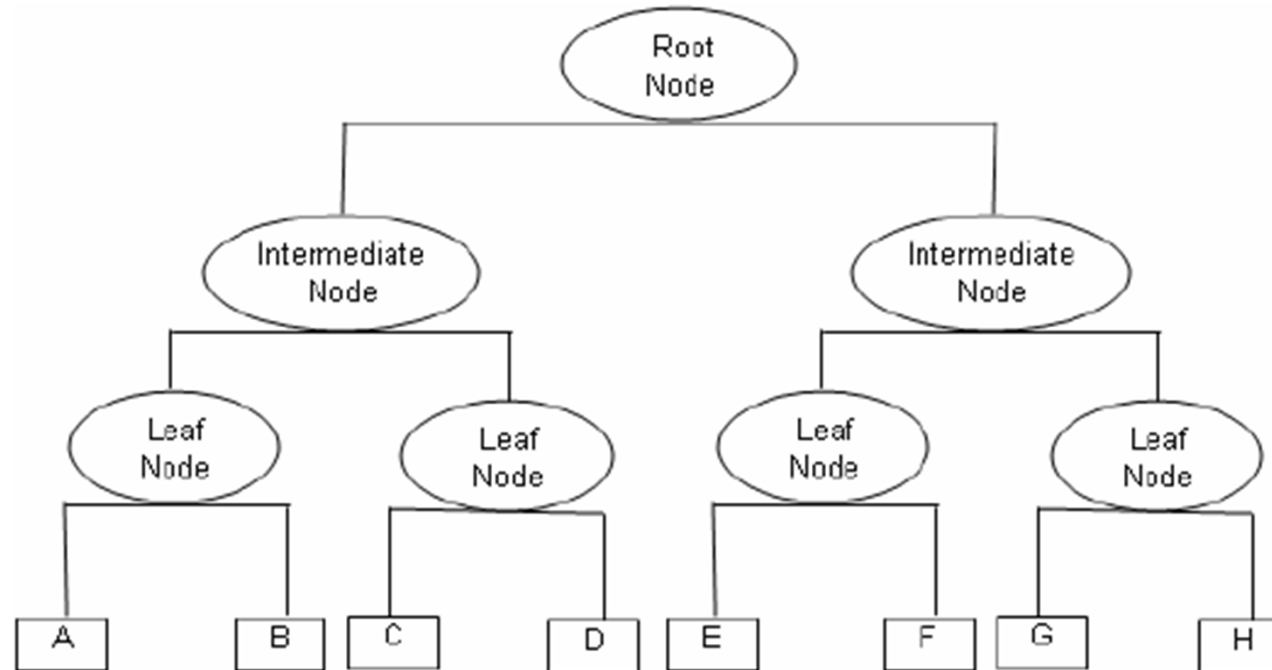 Root
Node
Intermediate
Node
Intermediate
Node
Leaf
Node
Leaf
Node
Leaf
Node
Leaf
Node
A
B
C
D
E
F
G
H